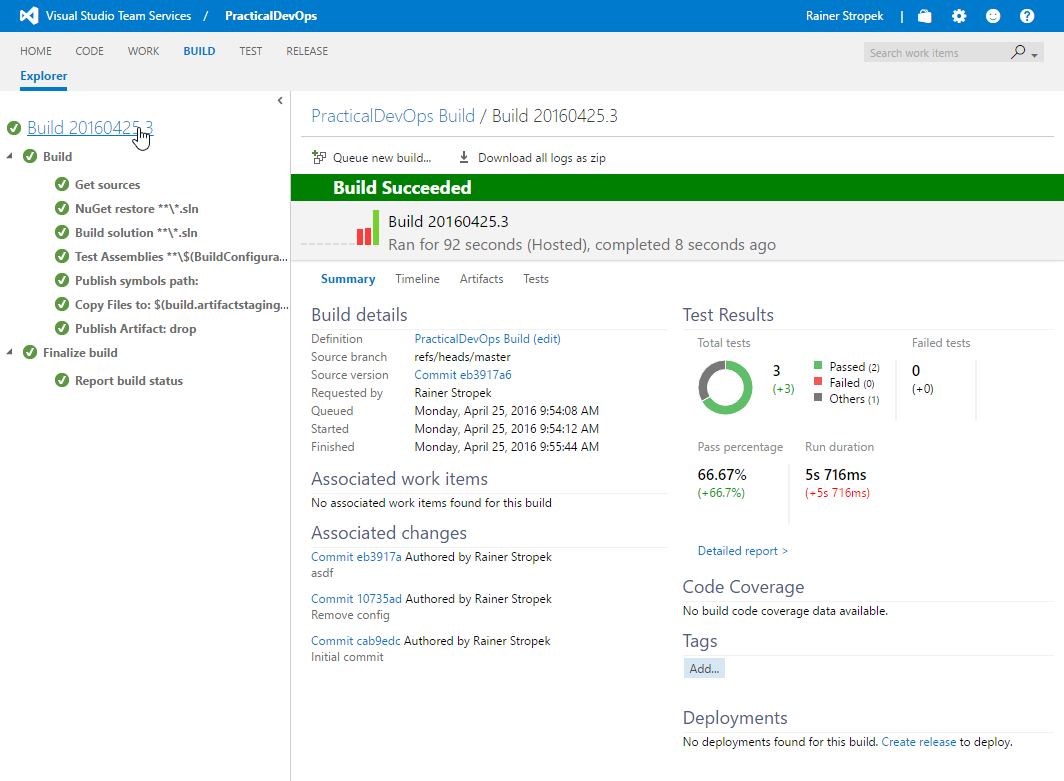 Visual Studio Team Services / PracticalDevOps Rainer Stropek |
HOME CODE WORK BUILD TEST RELEASE Search work items
Explorer
Build 20160425.3
Build
Get sources
NuGet restore **\*.sln
Build solution **\*.sln
Test Assemblies **\$(BuildConfigura...
Publish symbols path:
Copy Files to: $(build.artifactstaging...
Publish Artifact: drop
Finalize build
Report build status
PracticalDevOps Build / Build 20160425.3
Queue new build... Download all logs as zip
Build Succeeded
Build 20160425.3
Ran for 92 seconds (Hosted), completed 8 seconds ago
Summary Timeline Artifacts Tests
Build details
Definition PracticalDevOps Build (edit)
Source branch refs/heads/master
Source version Commit eb3917a6
Requested by Rainer Stropek
Queued Monday, April 25, 2016 9:54:08 AM
Started Monday, April 25, 2016 9:54:12 AM
Finished Monday, April 25, 2016 9:55:44 AM
Associated work items
No associated work items found for this build
Associated changes
Commit eb3917a Authored by Rainer Stropek
asdf
Commit 10735ad Authored by Rainer Stropek
Remove config
Commit cab9edc Authored by Rainer Stropek
Initial commit
Test Results
Total tests
3
(+3)
Passed (2)
Failed (0)
Others (1)
Failed tests
0
(+0)
Pass percentage
66.67%
(+66.7%)
Run duration
5s 716ms
(+5s 716ms)
Detailed report >
Code Coverage
No build code coverage data available.
Tags
Add...
Deployments
No deployments found for this build. Create release to deploy.